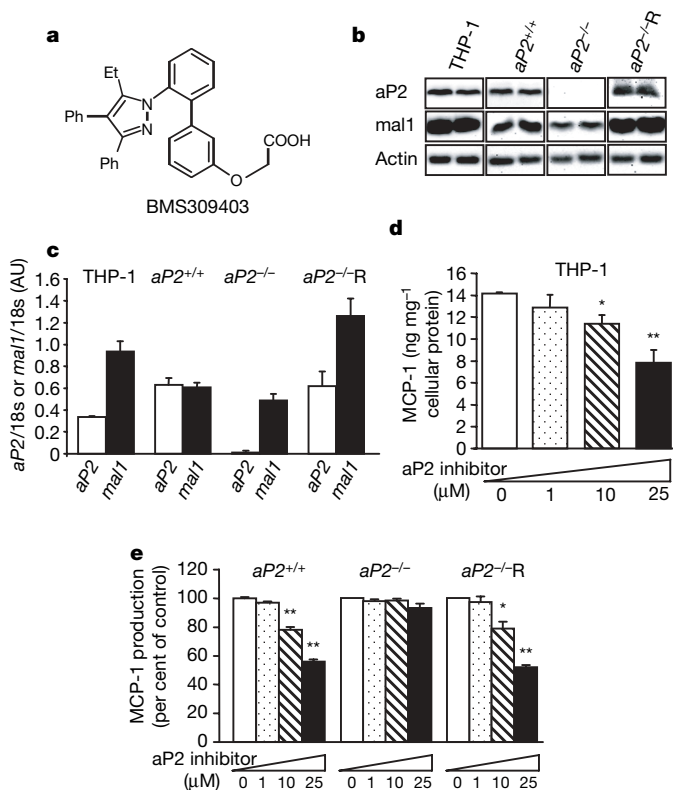 a
Et
Ph
N
N
Ph
O
COOH
BMS309403
b
THP-1
aP2+/+
aP2–/–
aP2–/–R
aP2
mal1
Actin
c
aP2/18s or mal1/18s (AU)
1.6
1.4
1.2
1.0
0.8
0.6
0.4
0.2
0
THP-1
aP2+/+
aP2–/–
aP2–/–R
aP2
mal1
aP2
mal1
aP2
mal1
aP2
mal1
d
THP-1
MCP-1 (ng mg–1
cellular protein)
16
14
12
10
8
6
4
2
0
*
**
aP2 inhibitor
(μM)
0
1
10
25
e
MCP-1 production
(per cent of control)
120
100
80
60
40
20
0
aP2+/+
aP2–/–
aP2–/–R
**
**
*
**
aP2 inhibitor
(μM)
0 1 10 25
0 1 10 25
0 1 10 25